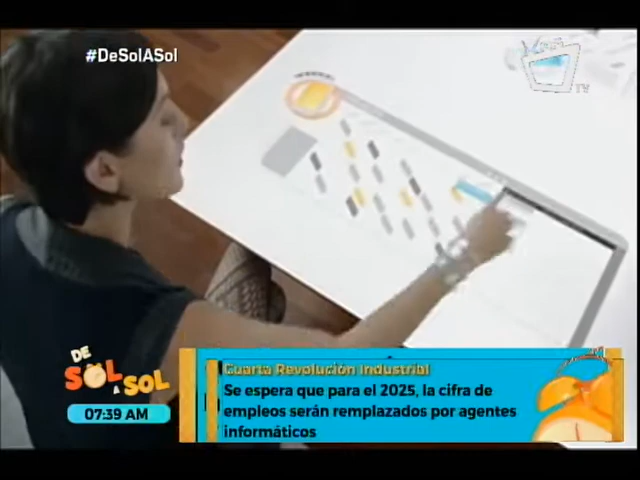 #DeSolASol
TV
DE
SOL
A SOL
07:39 AM
Cuarta Revolución Industrial
Se espera que para el 2025, la cifra de
empleos serán remplazados por agentes
informáticos